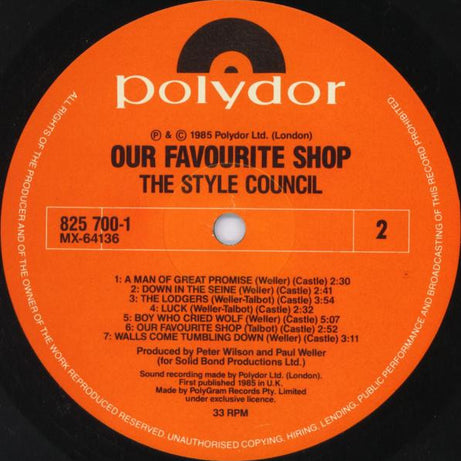 polydor
℗ & © 1985 Polydor Ltd. (London)
OUR FAVOURITE SHOP
THE STYLE COUNCIL
825 700-1
MX-64136
2
1: A MAN OF GREAT PROMISE (Weller) (Castle) 2:30
2: DOWN IN THE SEINE (Weller) (Castle) 2:41
3: THE LODGERS (Weller-Talbot) (Castle) 3:54
4: LUCK (Weller-Talbot) (Castle) 2:32
5: BOY WHO CRIED WOLF (Weller) (Castle) 5:07
6: OUR FAVOURITE SHOP (Talbot) (Castle) 2:52
7: WALLS COME TUMBLING DOWN (Weller) (Castle) 3:11
Produced by Peter Wilson and Paul Weller
(for Solid Bond Productions Ltd.)
Sound recording made by Polydor Ltd. (London).
First published 1985 in U.K.
Made by PolyGram Records Pty. Limited
under exclusive licence.
33 RPM
ALL RIGHTS OF THE PRODUCER AND OF THE OWNER OF THE WORK REPRODUCED RESERVED. UNAUTHORISED COPYING, HIRING, LENDING, PUBLIC PERFORMANCE AND BROADCASTING OF THIS RECORD PROHIBITED.